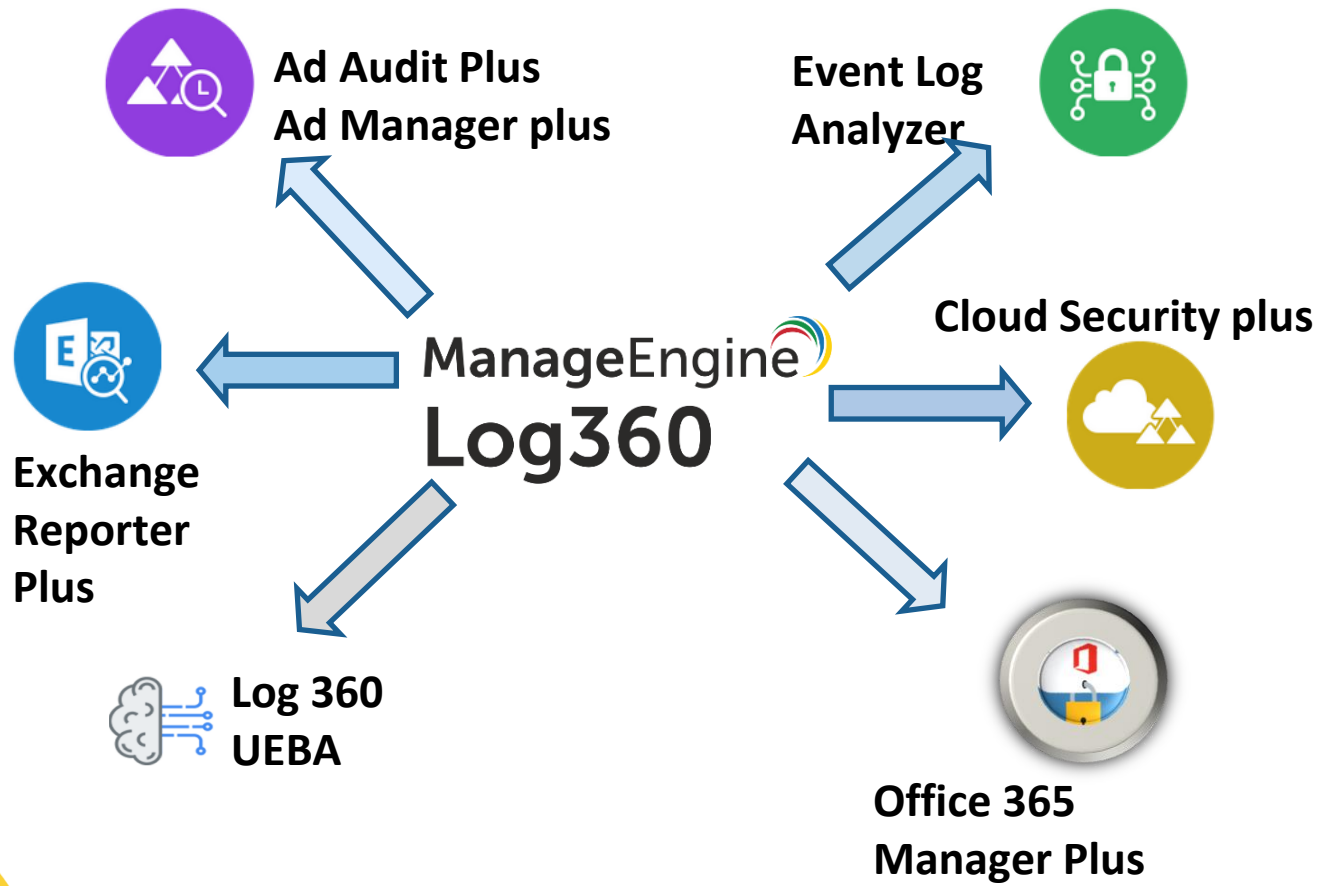 Ad Audit Plus
Ad Manager plus
Event Log
Analyzer
Cloud Security plus
ManageEngine
Log360
E
Exchange
Reporter
Plus
Log 360
UEBA
Office 365
Manager Plus